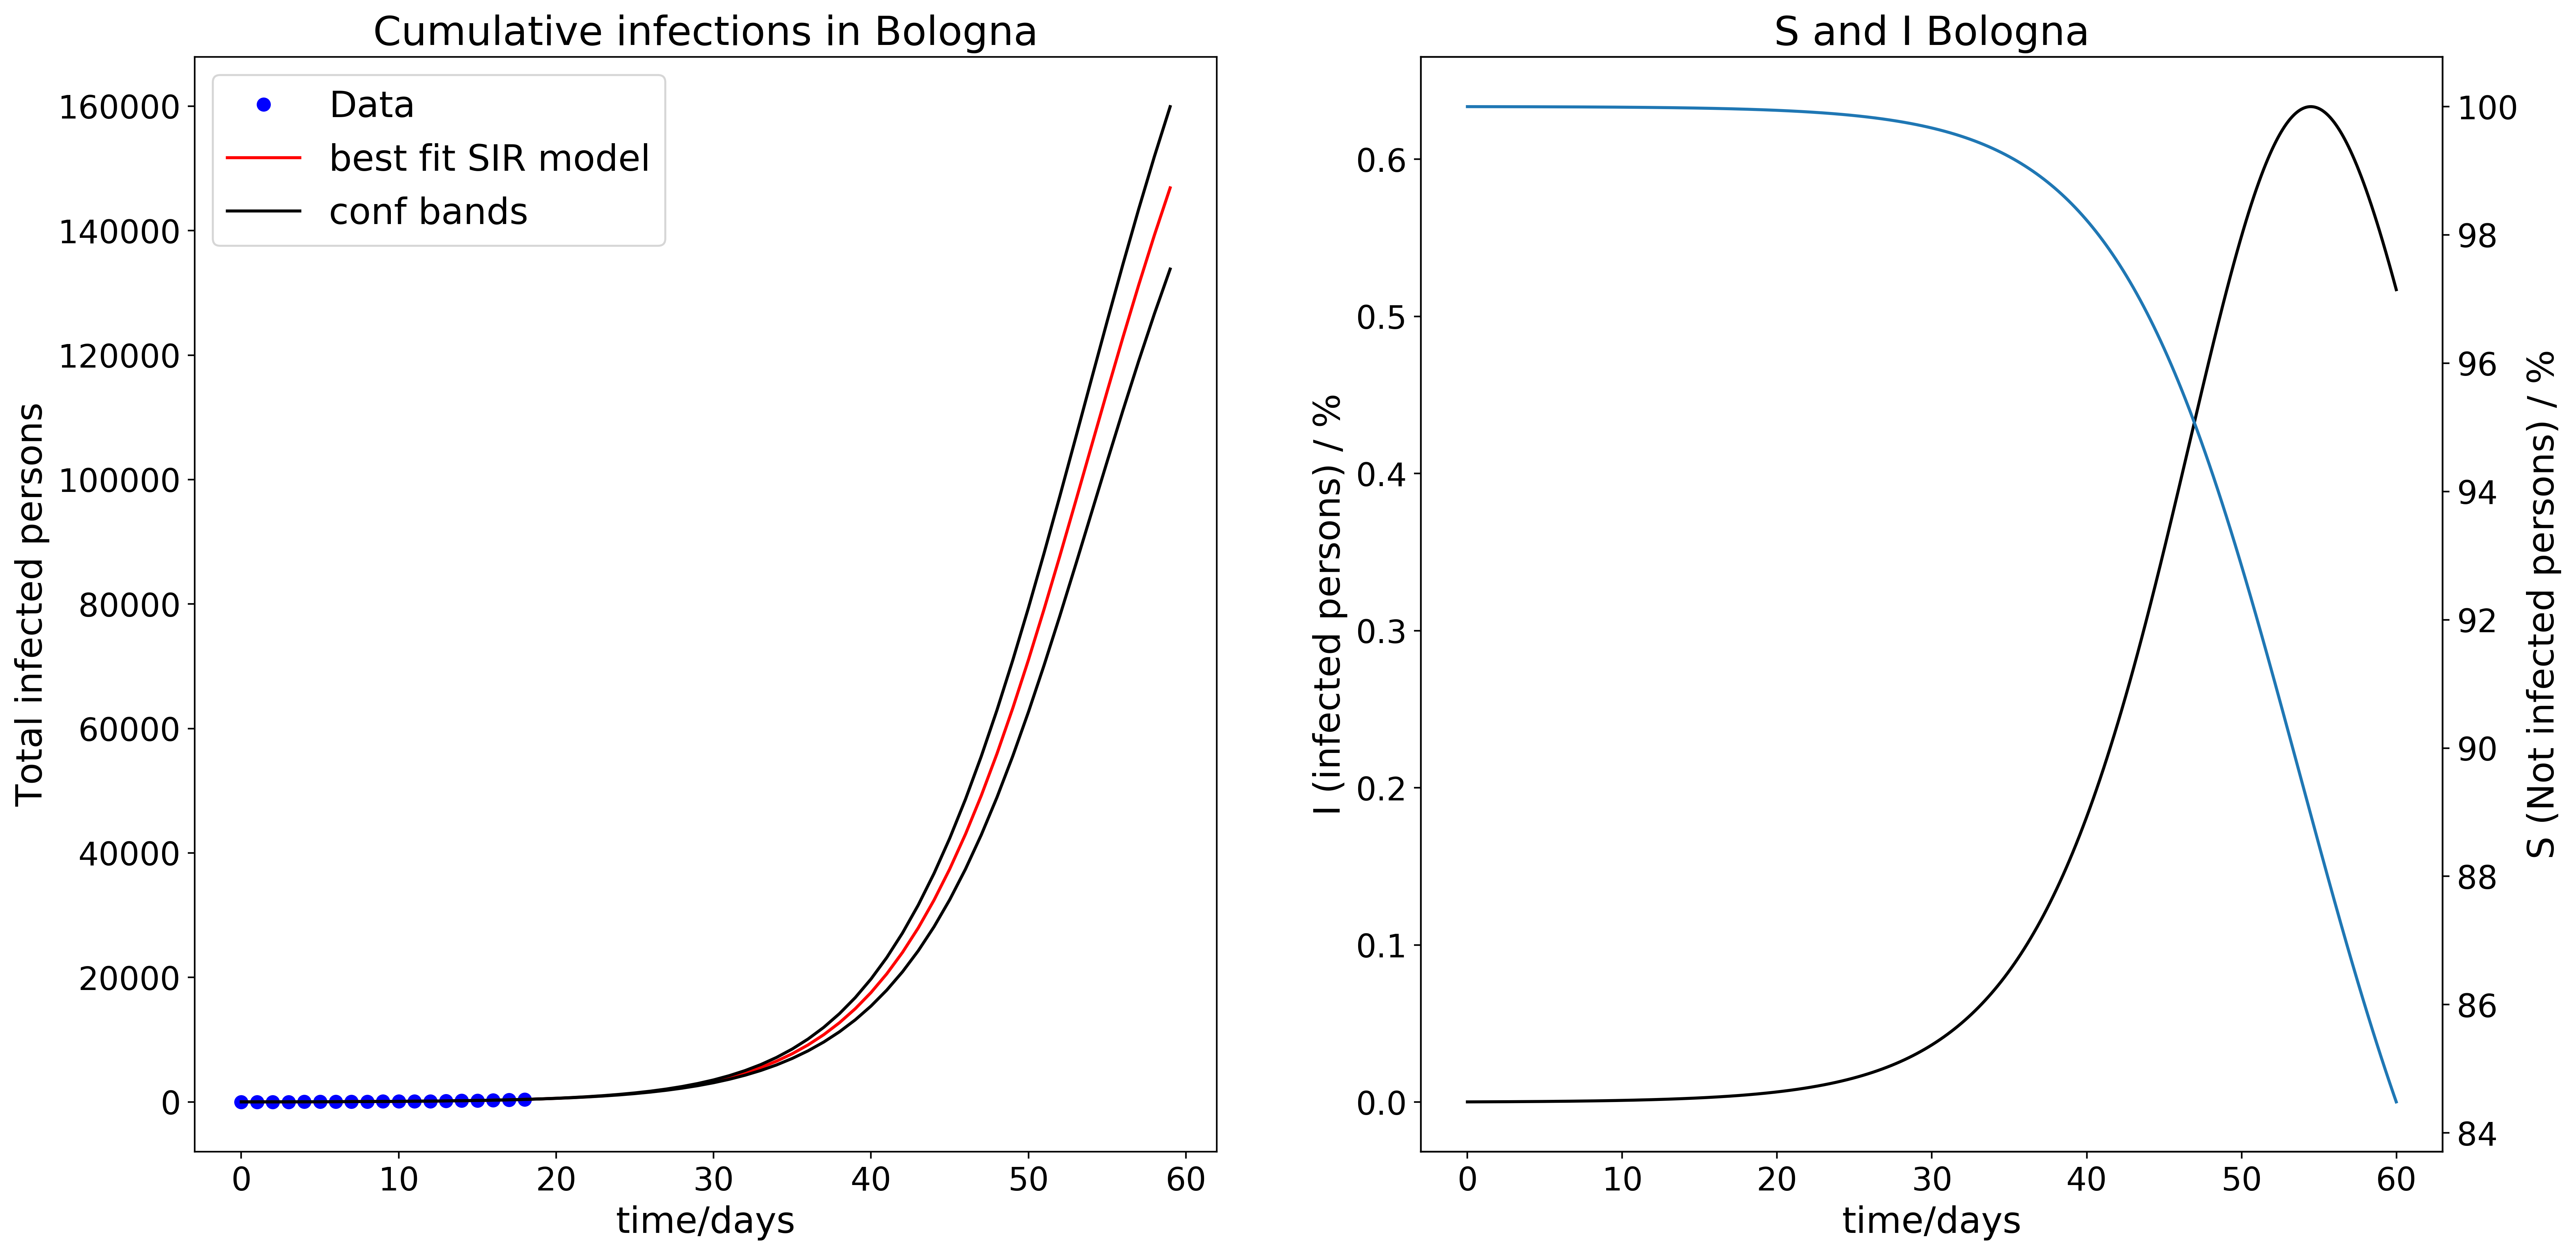 Cumulative infections in Bologna
Data
best fit SIR model
conf bands
Total infected persons
160000
140000
120000
100000
80000
60000
40000
20000
0
0 10 20 30 40 50 60
time/days
S and I Bologna
I (infected persons) / %
0.6
0.5
0.4
0.3
0.2
0.1
0.0
0 10 20 30 40 50 60
time/days
100
98
96
94
92
90
88
86
84
S (Not infected persons) / %